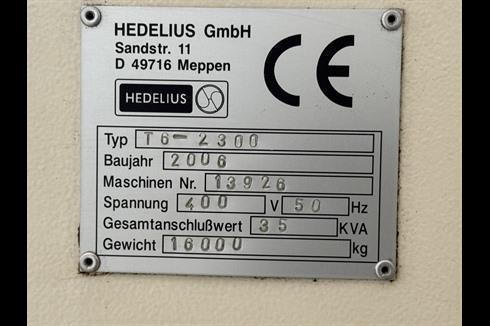 HEDELIUS GmbH
Sandstr. 11
D 49716 Meppen
CE
HEDELIUS
Typ T6-2300
Baujahr 2006
Maschinen Nr. 13926
Spannung 400 V 50 Hz
Gesamtanschlußwert 35 KVA
Gewicht 16000 kg